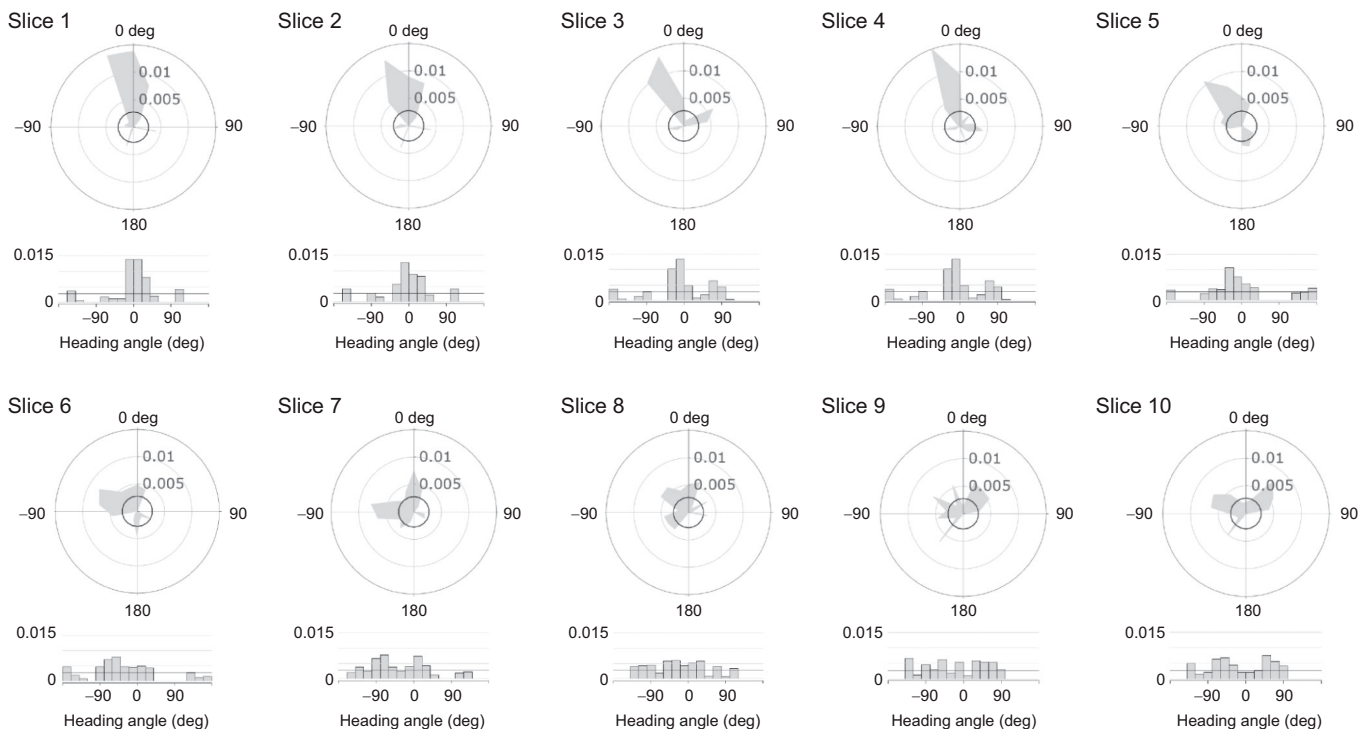 Slice 1 Slice 2 Slice 3 Slice 4 Slice 5
0 deg 0 deg 0 deg 0 deg 0 deg
0.01 0.01 0.01 0.01 0.01
0.005 0.005 0.005 0.005 0.005
–90 90 –90 90 –90 90 –90 90 –90 90
180 180 180 180 180
0.015 0.015 0.015 0.015 0.015
0 0 0 0 0
–90 0 90 –90 0 90 –90 0 90 –90 0 90 –90 0 90
Heading angle (deg) Heading angle (deg) Heading angle (deg) Heading angle (deg) Heading angle (deg)
Slice 6 Slice 7 Slice 8 Slice 9 Slice 10
0 deg 0 deg 0 deg 0 deg 0 deg
0.01 0.01 0.01 0.01 0.01
0.005 0.005 0.005 0.005 0.005
–90 90 –90 90 –90 90 –90 90 –90 90
180 180 180 180 180
0.015 0.015 0.015 0.015 0.015
0 0 0 0 0
–90 0 90 –90 0 90 –90 0 90 –90 0 90 –90 0 90
Heading angle (deg) Heading angle (deg) Heading angle (deg) Heading angle (deg) Heading angle (deg)